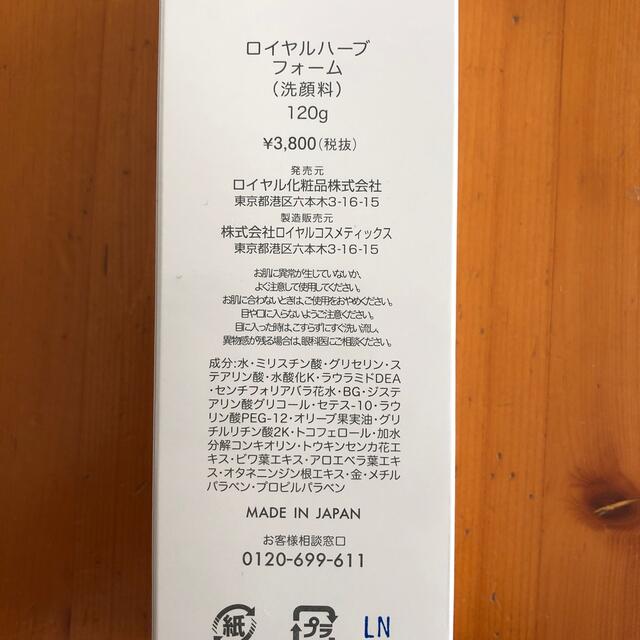 ロイヤルハーブ
フォーム
（洗顔料）
120g
¥3,800（税抜）
発売元
ロイヤル化粧品株式会社
東京都港区六本木3-16-15
製造販売元
株式会社ロイヤルコスメティックス
東京都港区六本木3-16-15
お肌に異常が生じていないか、
よく注意して使用してください。
お肌に合わないときは、ご使用をおやめください。
目や口に入らないようご注意ください。
目に入った時は、こすらずにすぐ洗い流し、
異物感が残る場合は、眼科医にご相談ください。
成分:水・ミリスチン酸・グリセリン・ス
テアリン酸・水酸化K・ラウラミドDEA
・センチフォリアバラ花水・BG・ジステ
アリン酸グリコール・セテス-10・ラウ
リン酸PEG-12・オリーブ果実油・グリ
チルリチン酸2K・トコフェロール・加水
分解コンキオリン・トウキンセンカ花エ
キス・ビワ葉エキス・アロエベラ葉エキ
ス・オタネニンジン根エキス・金・メチル
パラベン・プロピルパラベン
MADE IN JAPAN
お客様相談窓口
0120-699-611
紙 プラ LN